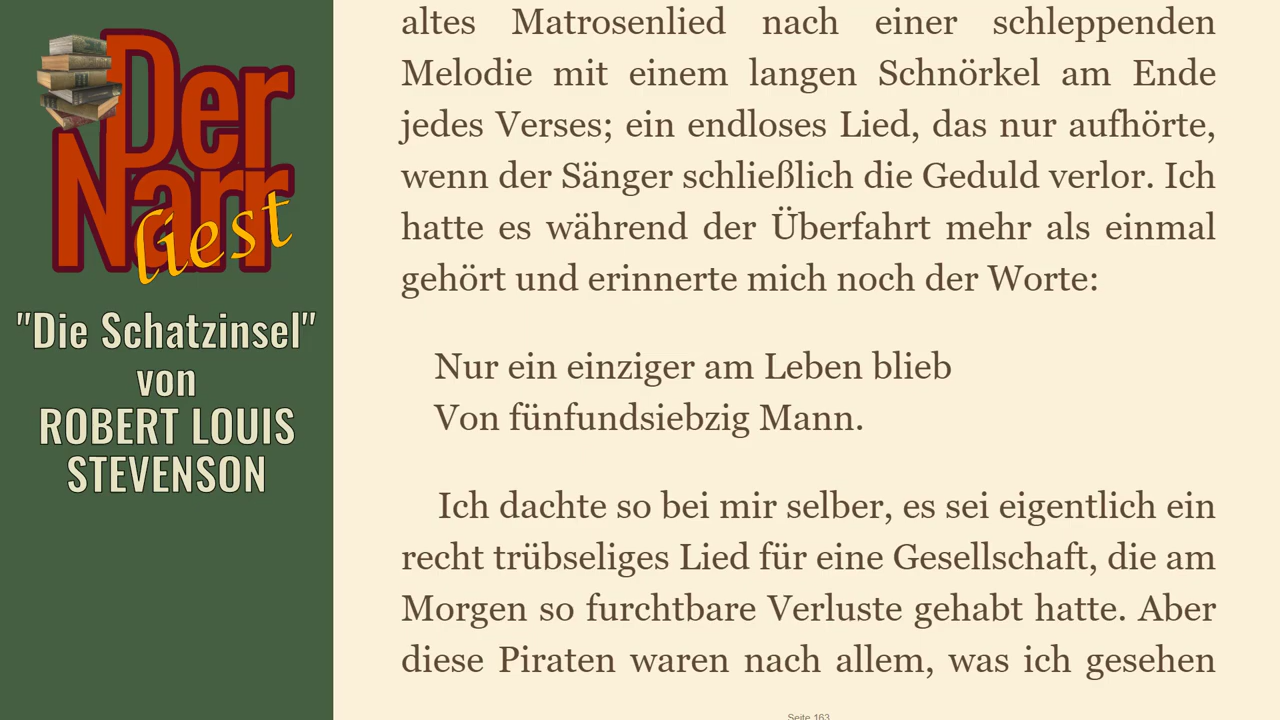 Der
Narr
liest
"Die Schatzinsel"
von
ROBERT LOUIS
STEVENSON
altes Matrosenlied nach einer schleppenden
Melodie mit einem langen Schnörkel am Ende
jedes Verses; ein endloses Lied, das nur aufhörte,
wenn der Sänger schließlich die Geduld verlor. Ich
hatte es während der Überfahrt mehr als einmal
gehört und erinnerte mich noch der Worte:
Nur ein einziger am Leben blieb
Von fünfundsiebzig Mann.
Ich dachte so bei mir selber, es sei eigentlich ein
recht trübseliges Lied für eine Gesellschaft, die am
Morgen so furchtbare Verluste gehabt hatte. Aber
diese Piraten waren nach allem, was ich gesehen
Seite 163